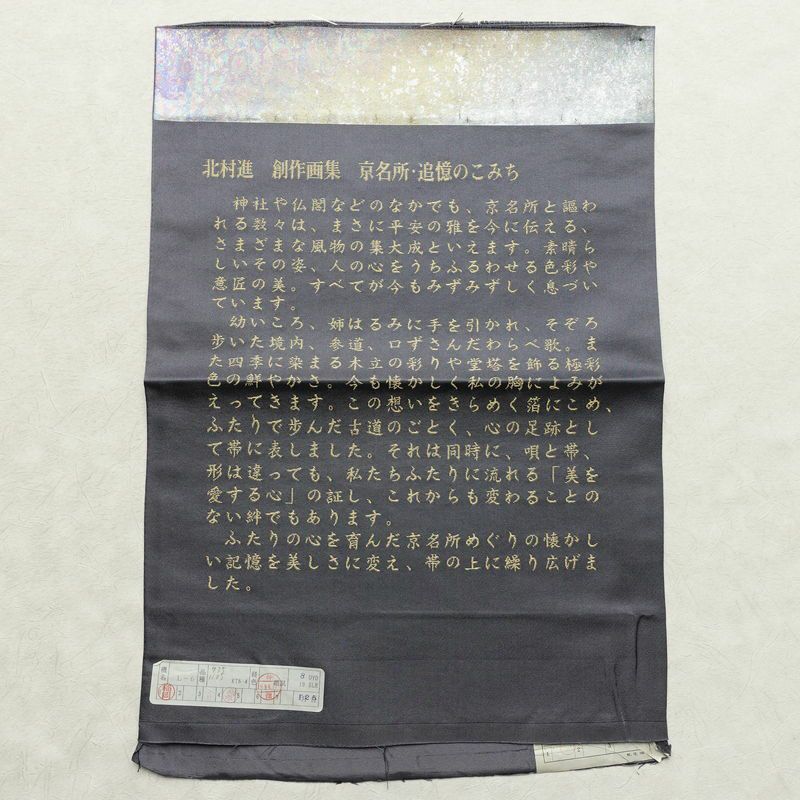 北村進　創作画集　京名所・追憶のこみち
神社や仏閣などのなかでも、京名所と謳わ
れる数々は、まさに平安の雅を今に伝える、
さまざまな風物の集大成といえます。素晴ら
しいその姿、人の心をうちふるわせる色彩や
意匠の美。すべてが今もみずみずしく息づい
ています。
幼いころ、姉はるみに手を引かれ、そぞろ
歩いた境内、参道、口ずさんだわらべ歌。ま
た四季に染まる木立の彩りや堂塔を飾る極彩
色の鮮やかさ。今も懐かしく私の胸によみが
えってきます。この想いをきらめく箔にこめ、
ふたりで歩んだ古道のごとく、心の足跡とし
て帯に表しました。それは同時に、唄と帯、
形は違っても、私たちふたりに流れる「美を
愛する心」の証し、これからも変わることの
ない絆でもあります。
ふたりの心を育んだ京名所めぐりの懐かし
い記憶を美しさに変え、帯の上に繰り広げま
した。
L-6